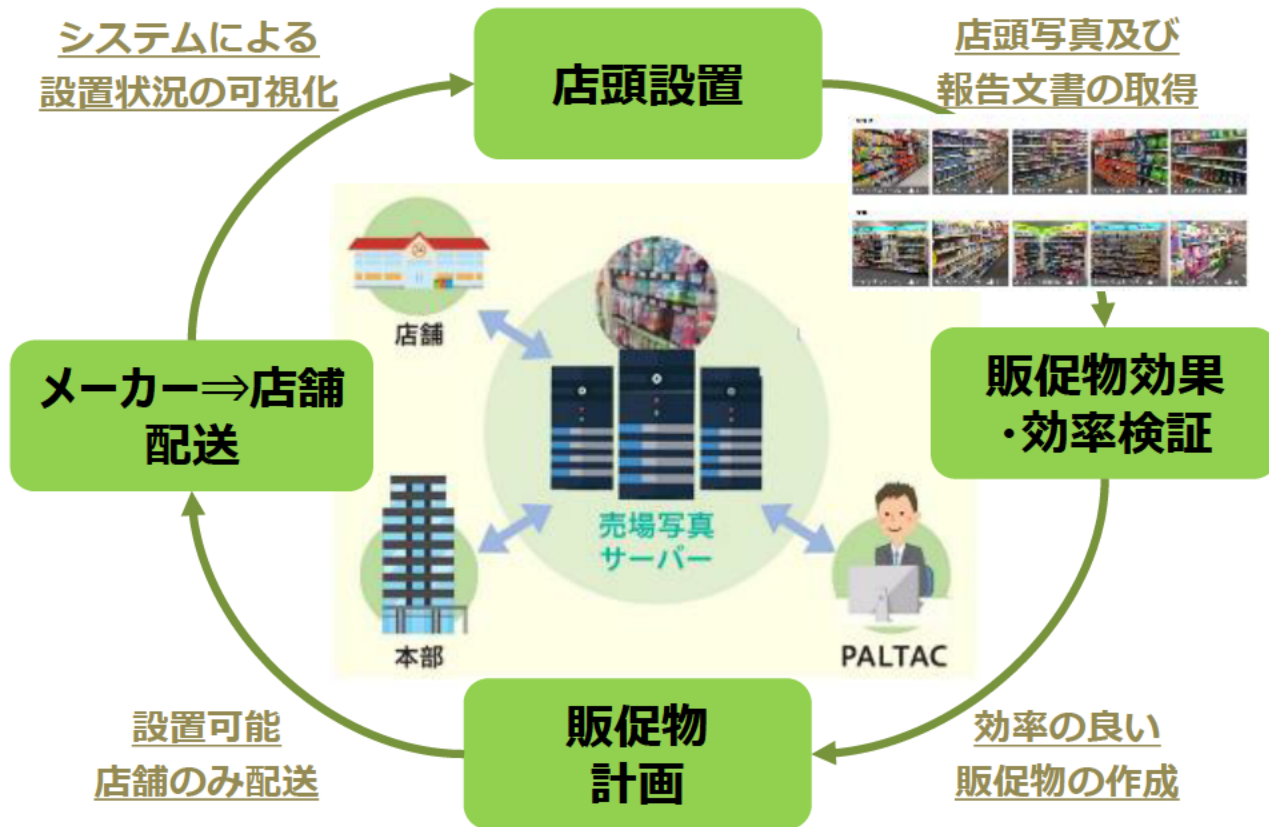 システムによる
設置状況の可視化
店頭設置
店頭写真及び
報告文書の取得
店舗
メーカー⇒店舗
配送
販促物効果
・効率検証
売場写真
サーバー
本部
PALTAC
設置可能
店舗のみ配送
販促物
計画
効率の良い
販促物の作成